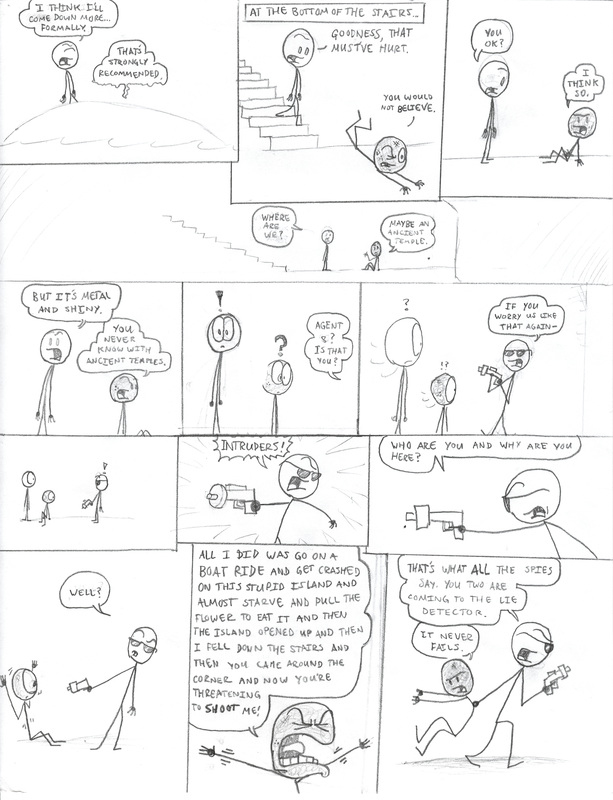 I THINK I'LL
COME DOWN MORE...
FORMALLY.
THAT'S
STRONGLY
RECOMMENDED.
AT THE BOTTOM OF THE STAIRS...
GOODNESS, THAT
MUST'VE HURT.
YOU WOULD
NOT BELIEVE.
YOU
OK?
I
THINK
SO.
WHERE
ARE
WE?
MAYBE AN
ANCIENT
TEMPLE.
BUT IT'S METAL
AND SHINY.
YOU
NEVER
KNOW WITH
ANCIENT TEMPLES.
!
?
AGENT
8?
IS THAT
YOU?
?
!?
IF YOU
WORRY US LIKE
THAT AGAIN-
!
INTRUDERS!
WHO ARE YOU AND WHY ARE YOU
HERE?
WELL?
ALL I DID WAS GO ON A
BOAT RIDE AND GET CRASHED
ON THIS STUPID ISLAND AND
ALMOST STARVE AND PULL THE
FLOWER TO EAT IT AND THEN
THE ISLAND OPENED UP AND THEN
I FELL DOWN THE STAIRS AND
THEN YOU CAME AROUND THE
CORNER AND NOW YOU'RE
THREATENING
TO SHOOT ME!
THAT'S WHAT ALL THE SPIES
SAY. YOU TWO ARE
COMING TO THE LIE
DETECTOR.
IT NEVER
FAILS.